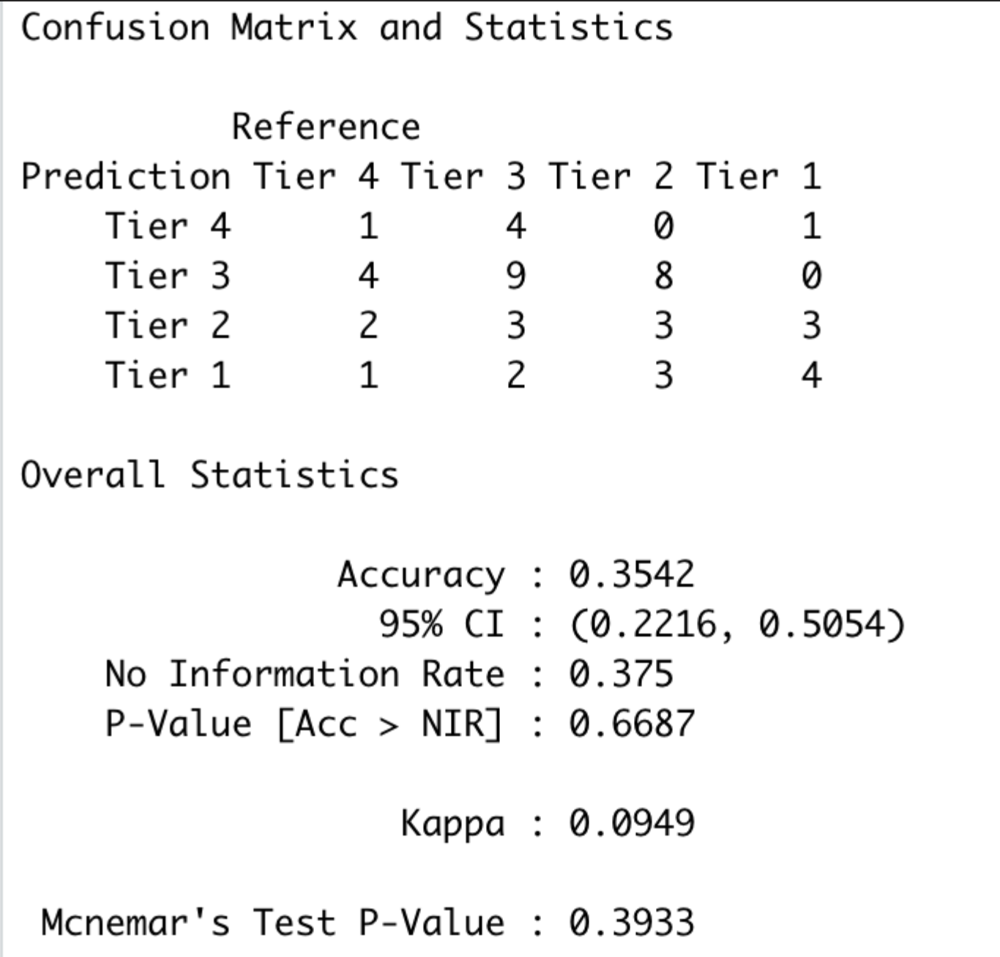 Confusion Matrix and Statistics
Reference
Prediction Tier 4 Tier 3 Tier 2 Tier 1
Tier 4 1 4 0 1
Tier 3 4 9 8 0
Tier 2 2 3 3 3
Tier 1 1 2 3 4
Overall Statistics
Accuracy : 0.3542
95% CI : (0.2216, 0.5054)
No Information Rate : 0.375
P-Value [Acc > NIR] : 0.6687
Kappa : 0.0949
Mcnemar's Test P-Value : 0.3933